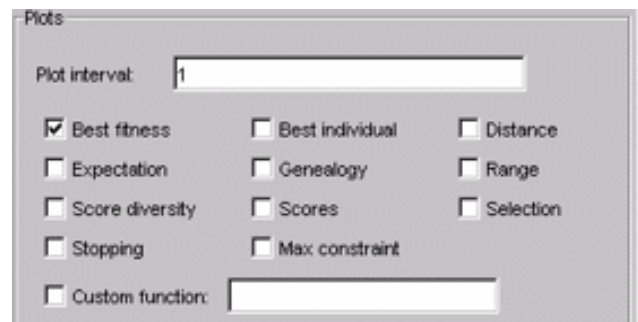 Plots
Plot interval: 1
Best fitness Best individual Distance
Expectation Genealogy Range
Score diversity Scores Selection
Stopping Max constraint
Custom function: